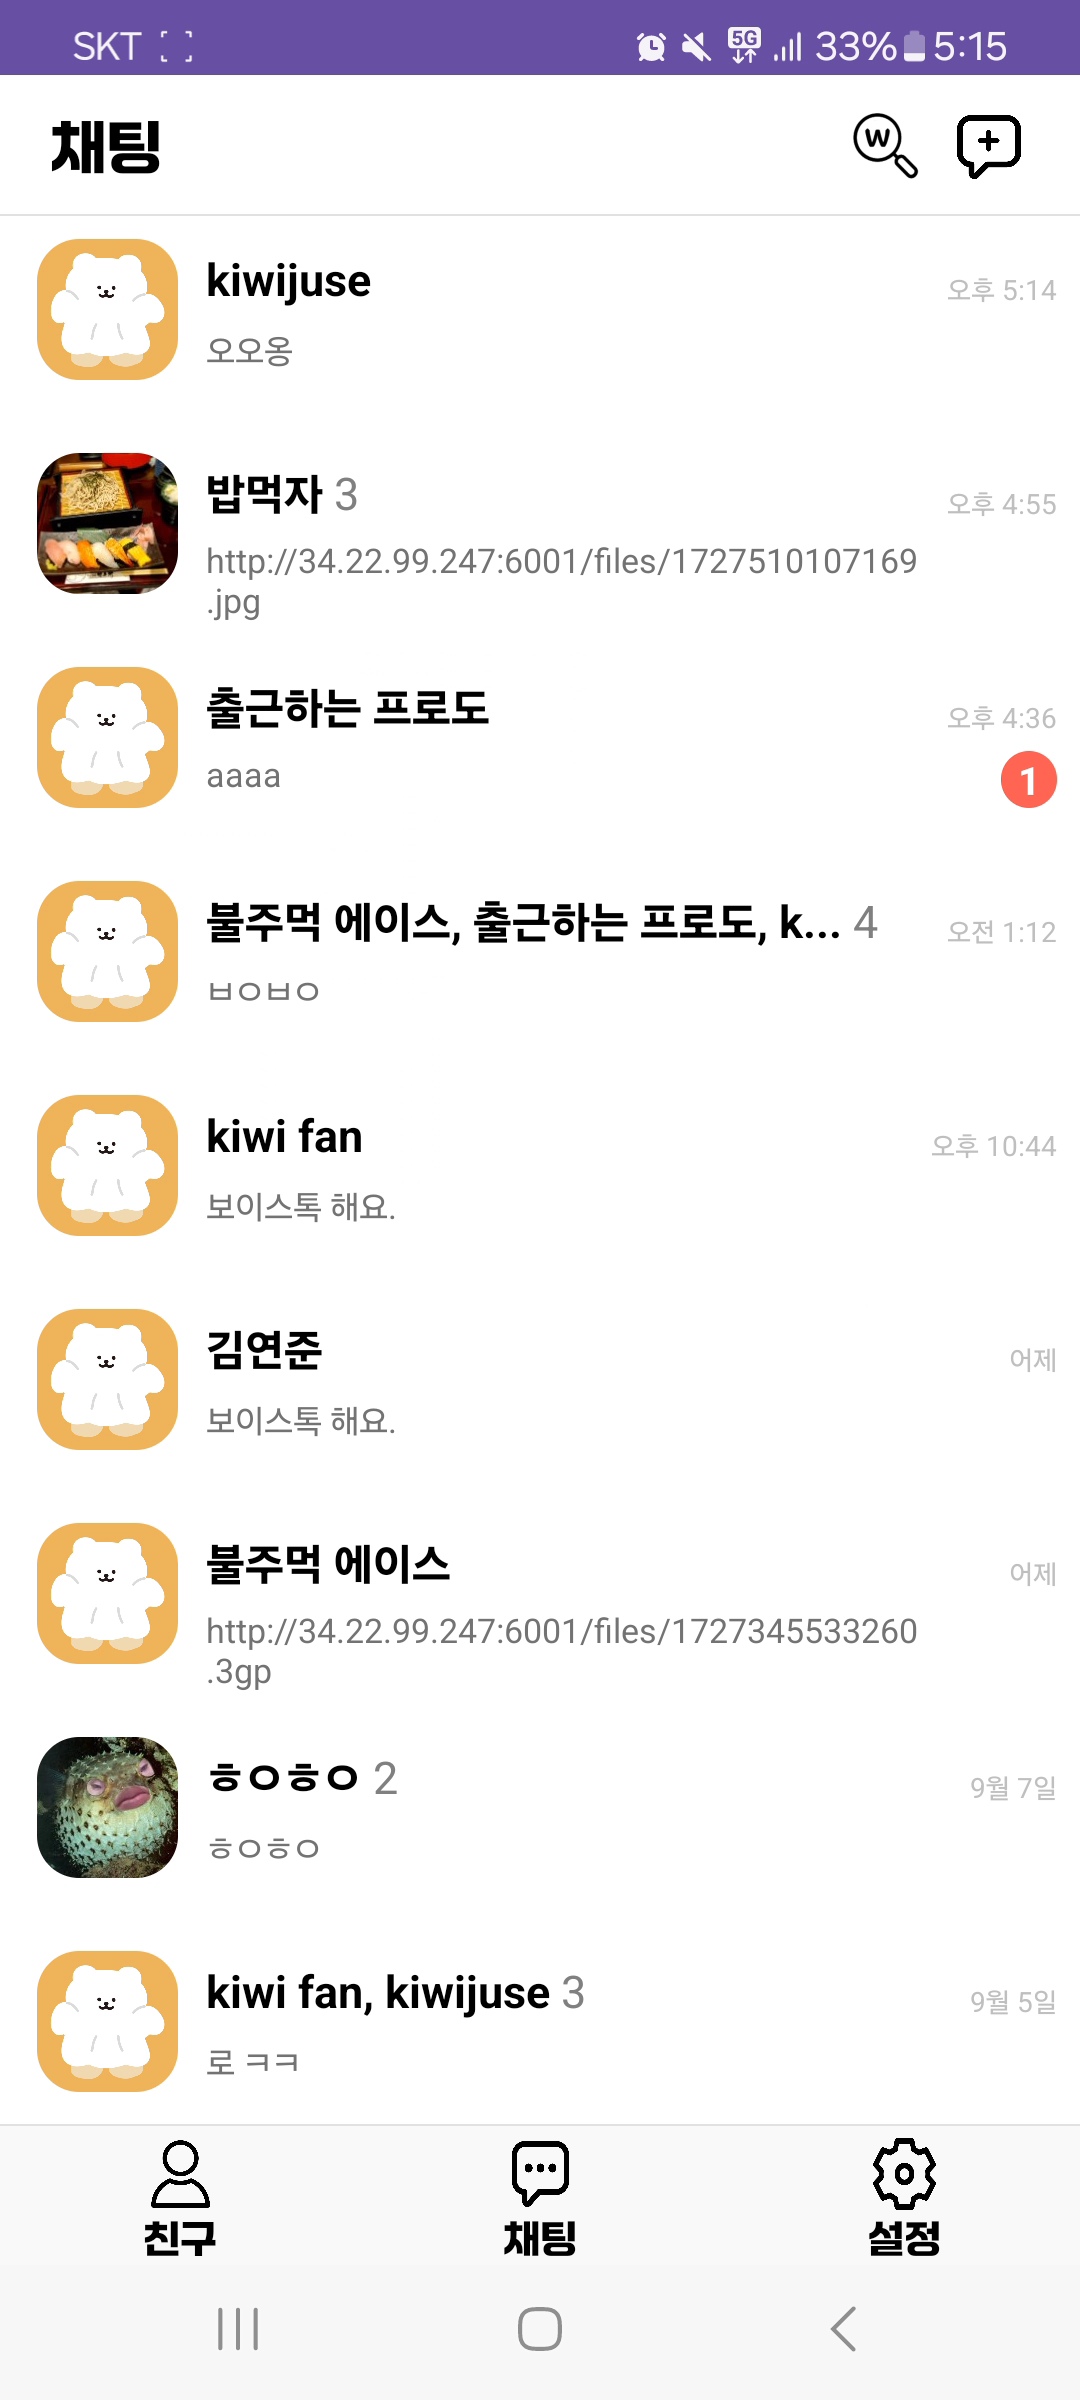 SKT 5G 33% 5:15
채팅
W
kiwijuse 오후 5:14
오오옹
밥먹자 3 오후 4:55
http://34.22.99.247:6001/files/1727510107169
.jpg
출근하는 프로도 오후 4:36
aaaa 1
불주먹 에이스, 출근하는 프로도, k... 4 오전 1:12
ㅂㅇㅂㅇ
kiwi fan 오후 10:44
보이스톡 해요.
김연준 어제
보이스톡 해요.
불주먹 에이스 어제
http://34.22.99.247:6001/files/1727345533260
.3gp
ㅎㅇㅎㅇ 2 9월 7일
ㅎㅇㅎㅇ
kiwi fan, kiwijuse 3 9월 5일
로 ㅋㅋ
친구 채팅 설정